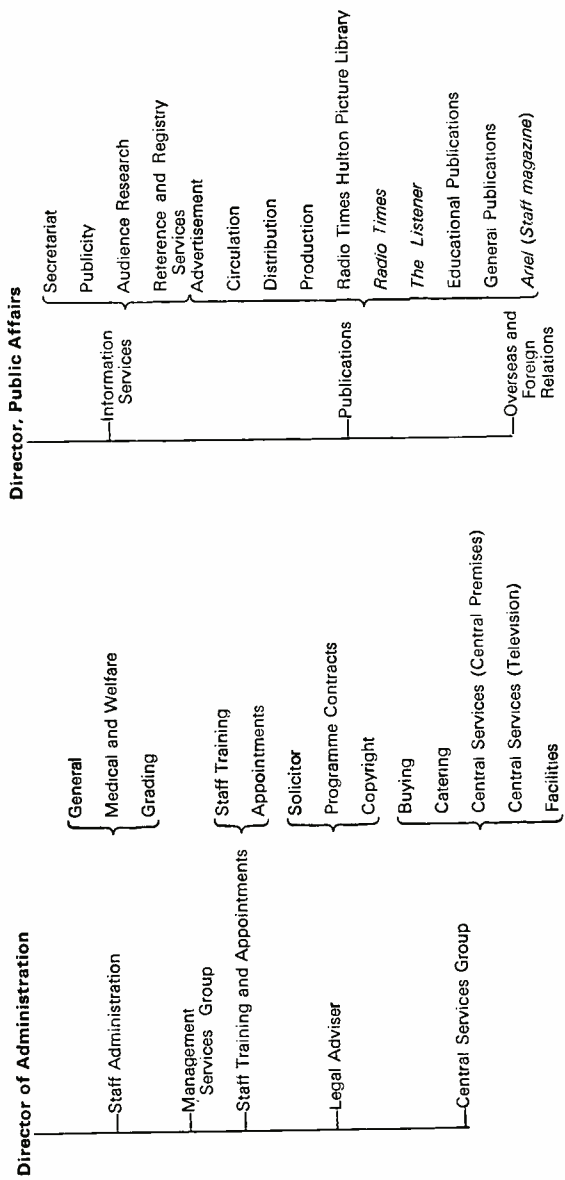 Director of Administration
Staff Administration
General
Medical and Welfare
Grading
Management
Services Group
Staff Training and Appointments
Staff Training
Appointments
Legal Adviser
Solicitor
Programme Contracts
Copyright
Central Services Group
Buying
Catering
Central Services (Central Premises)
Central Services (Television)
Facilities
Director, Public Affairs
Information
Services
Secretariat
Publicity
Audience Research
Reference and Registry
Services
Publications
Advertisement
Circulation
Distribution
Production
Radio Times Hulton Picture Library
Radio Times
The Listener
Educational Publications
General Publications
Ariel (Staff magazine)
Overseas and
Foreign
Relations